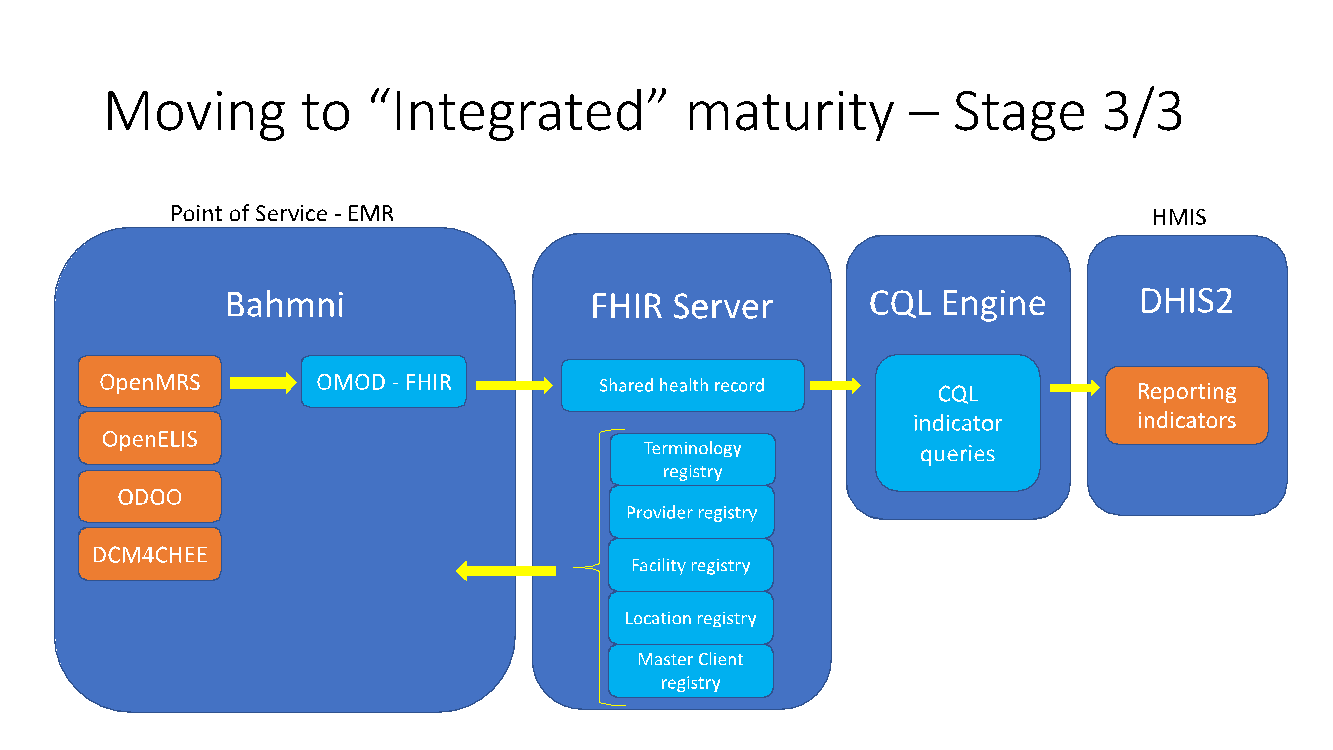 Moving to “Integrated” maturity – Stage 3/3
Point of Service - EMR
HMIS
Bahmni
FHIR Server
CQL Engine
DHIS2
OpenMRS
OMOD - FHIR
Shared health record
CQL
indicator
queries
Reporting
indicators
OpenELIS
ODOO
DCM4CHEE
Terminology
registry
Provider registry
Facility registry
Location registry
Master Client
registry